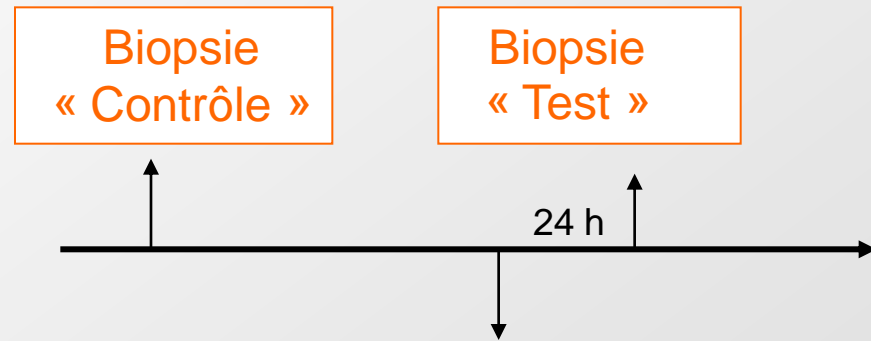 Biopsie
« Contrôle »
Biopsie
« Test »
24 h